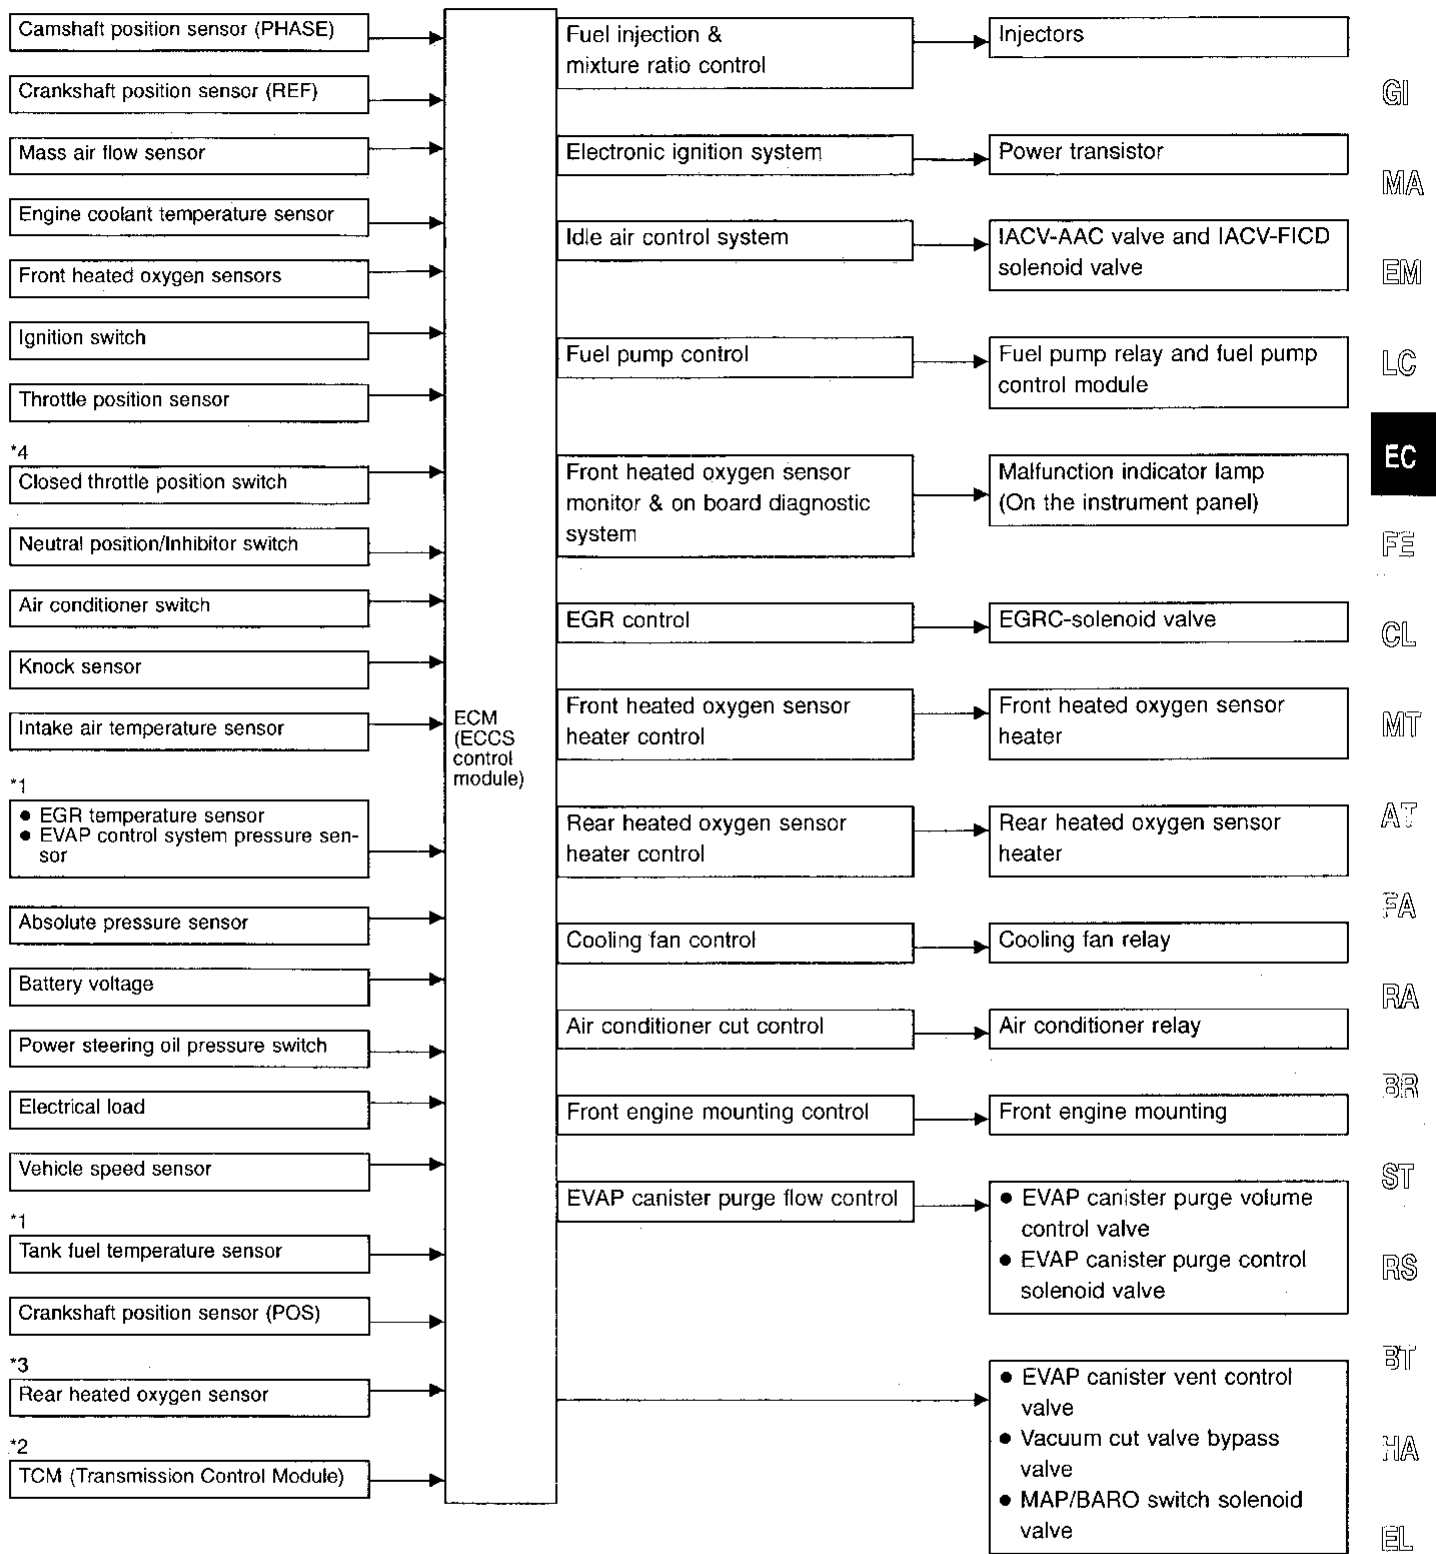 Camshaft position sensor (PHASE)
Crankshaft position sensor (REF)
Mass air flow sensor
Engine coolant temperature sensor
Front heated oxygen sensors
Ignition switch
Throttle position sensor
*4
Closed throttle position switch
Neutral position/Inhibitor switch
Air conditioner switch
Knock sensor
Intake air temperature sensor
*1
● EGR temperature sensor
● EVAP control system pressure sen-
sor
Absolute pressure sensor
Battery voltage
Power steering oil pressure switch
Electrical load
Vehicle speed sensor
*1
Tank fuel temperature sensor
Crankshaft position sensor (POS)
*3
Rear heated oxygen sensor
*2
TCM (Transmission Control Module)
ECM
(ECCS
control
module)
Fuel injection &
mixture ratio control
Electronic ignition system
Idle air control system
Fuel pump control
Front heated oxygen sensor
monitor & on board diagnostic
system
EGR control
Front heated oxygen sensor
heater control
Rear heated oxygen sensor
heater control
Cooling fan control
Air conditioner cut control
Front engine mounting control
EVAP canister purge flow control
Injectors
Power transistor
IACV-AAC valve and IACV-FICD
solenoid valve
Fuel pump relay and fuel pump
control module
Malfunction indicator lamp
(On the instrument panel)
EGRC-solenoid valve
Front heated oxygen sensor
heater
Rear heated oxygen sensor
heater
Cooling fan relay
Air conditioner relay
Front engine mounting
● EVAP canister purge volume
control valve
● EVAP canister purge control
solenoid valve
● EVAP canister vent control
valve
● Vacuum cut valve bypass
valve
● MAP/BARO switch solenoid
valve
GI
MA
EM
LC
EC
FE
CL
MT
AT
FA
RA
BR
ST
RS
BT
HA
EL